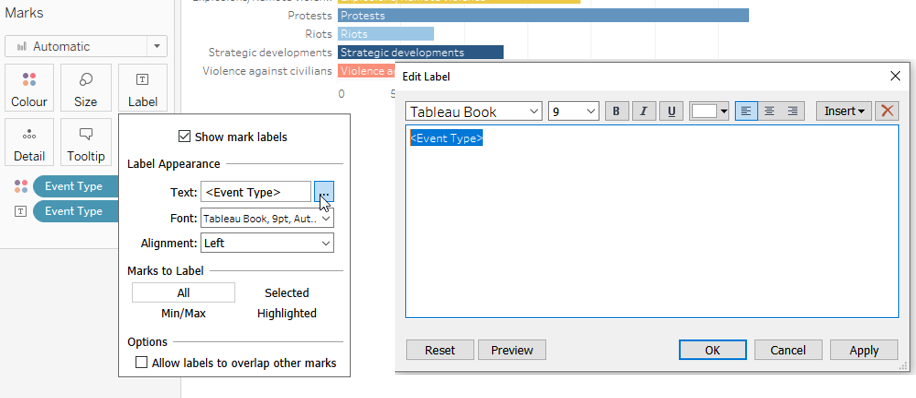 Marks
Automatic
Colour
Size
Label
Detail
Tooltip
Event Type
Event Type
Protests
Protests
Riots
Riots
Strategic developments
Strategic developments
Violence against civilians
Violence a
0
5
Show mark labels
Label Appearance
Text:
<Event Type>
...
Font:
Tableau Book, 9pt, Aut..
Alignment:
Left
Marks to Label
All
Selected
Min/Max
Highlighted
Options
Allow labels to overlap other marks
Edit Label
Tableau Book
9
B
I
U
Insert
<Event Type>
Reset
Preview
OK
Cancel
Apply